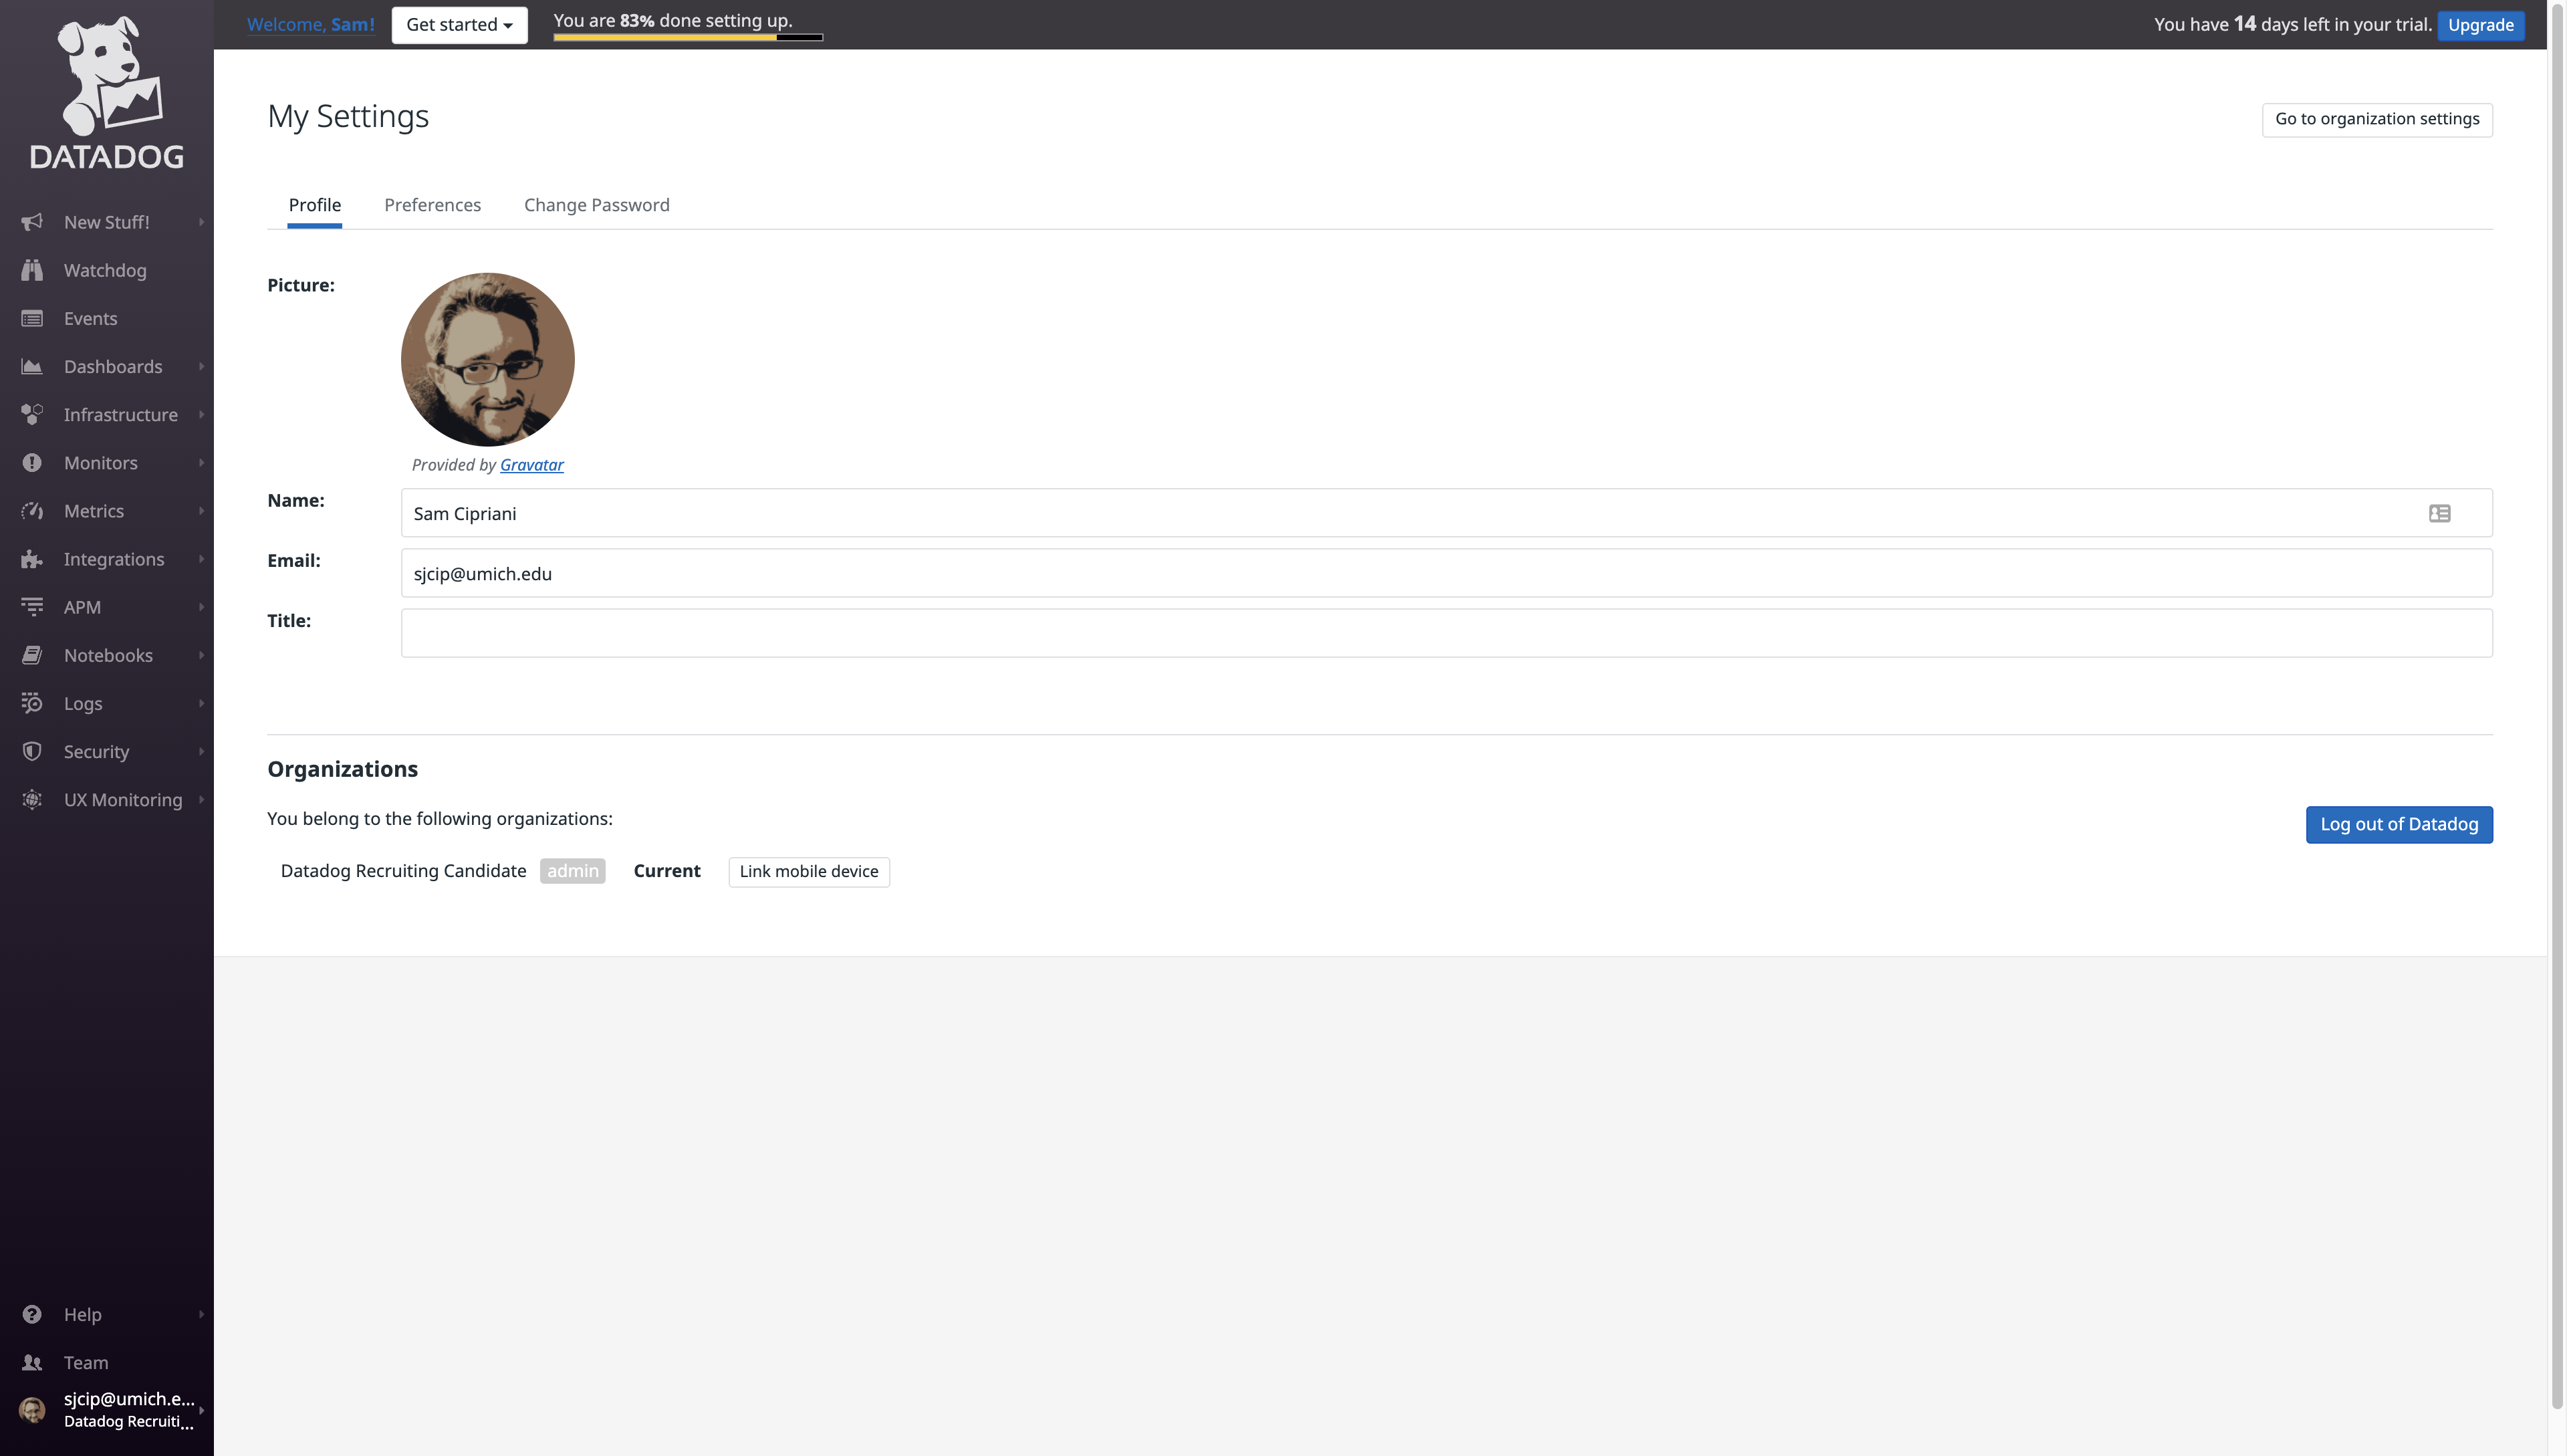 Welcome, Sam!
Get started
You are 83% done setting up.
You have 14 days left in your trial.
Upgrade
DATADOG
New Stuff!
Watchdog
Events
Dashboards
Infrastructure
Monitors
Metrics
Integrations
APM
Notebooks
Logs
Security
UX Monitoring
Help
Team
sjcip@umich.e...
Datadog Recruiti...
My Settings
Go to organization settings
Profile
Preferences
Change Password
Picture:
Provided by Gravatar
Name:
Sam Cipriani
Email:
sjcip@umich.edu
Title:
Organizations
You belong to the following organizations:
Log out of Datadog
Datadog Recruiting Candidate admin Current Link mobile device